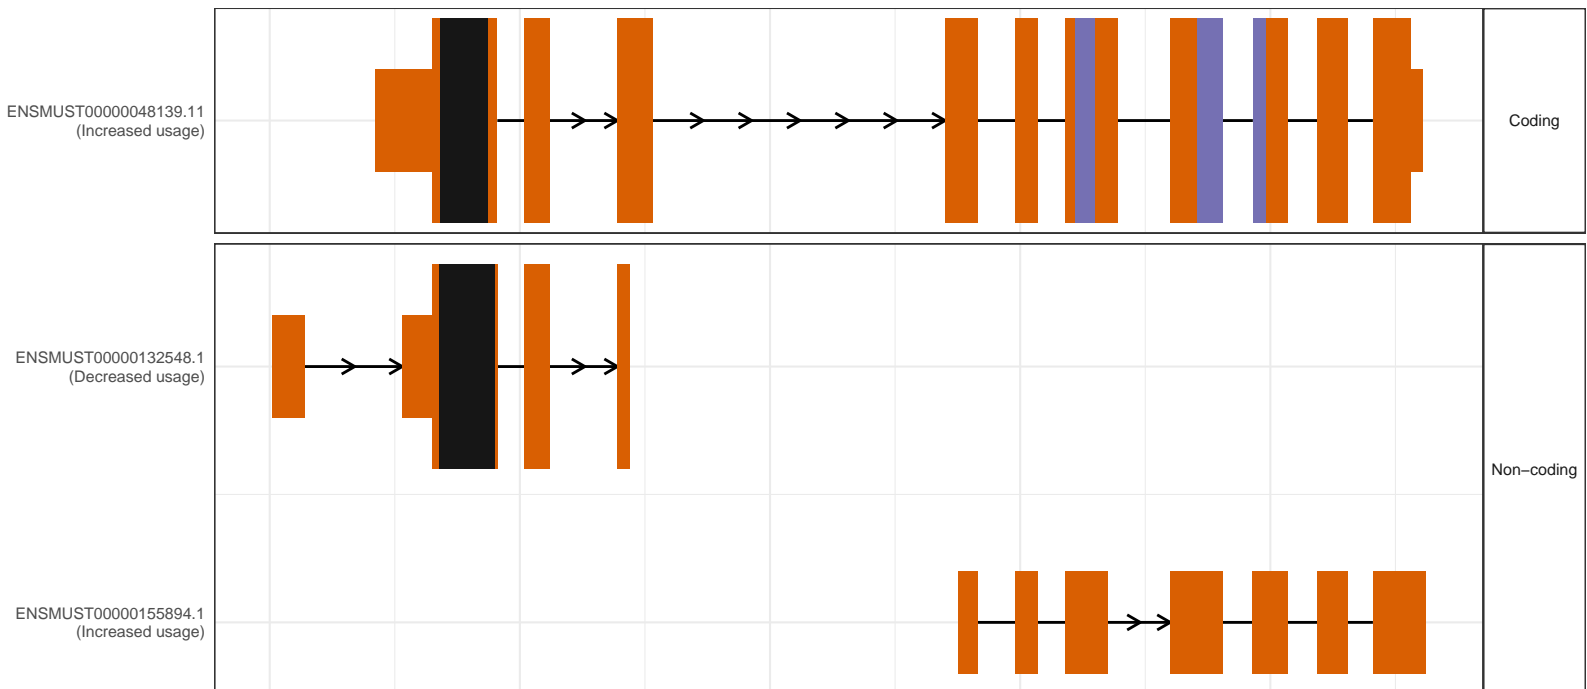 ENSMUST00000048139.11
(Increased usage)
Coding
ENSMUST00000132548.1
(Decreased usage)
Non−coding
ENSMUST00000155894.1
(Increased usage)